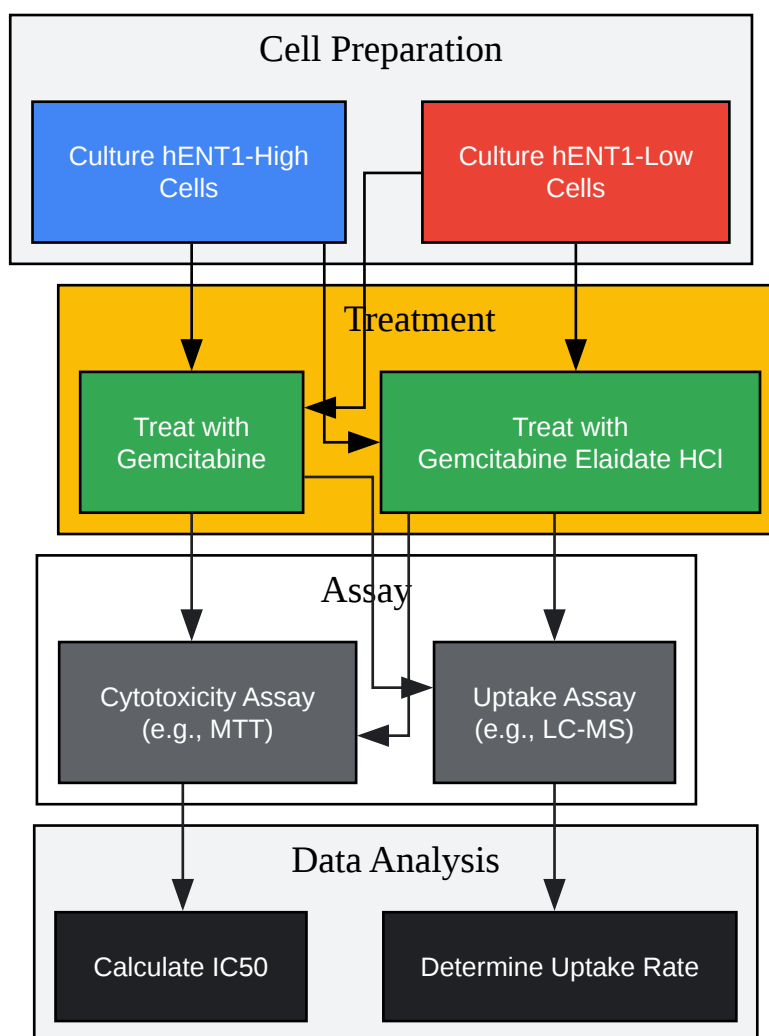 Cell Preparation
Culture hENT1-High
Cells
Culture hENT1-Low
Cells
Treatment
Treat with
Gemcitabine
Treat with
Gemcitabine Elaidate HCl
Assay
Cytotoxicity Assay
(e.g., MTT)
Uptake Assay
(e.g., LC-MS)
Data Analysis
Calculate IC50
Determine Uptake Rate